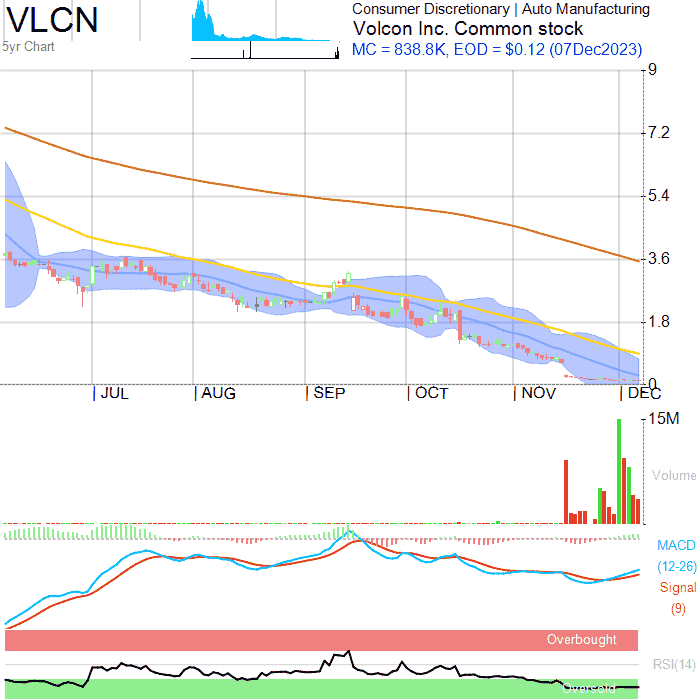 VLCN
5yr Chart
Consumer Discretionary | Auto Manufacturing
Volcon Inc. Common stock
MC = 838.8K, EOD = $0.12 (07Dec2023)
9
7.2
5.4
3.6
1.8
0
JUL AUG SEP OCT NOV DEC
15M
Volume
MACD
(12-26)
Signal
(9)
Overbought
RSI(14)
Oversold